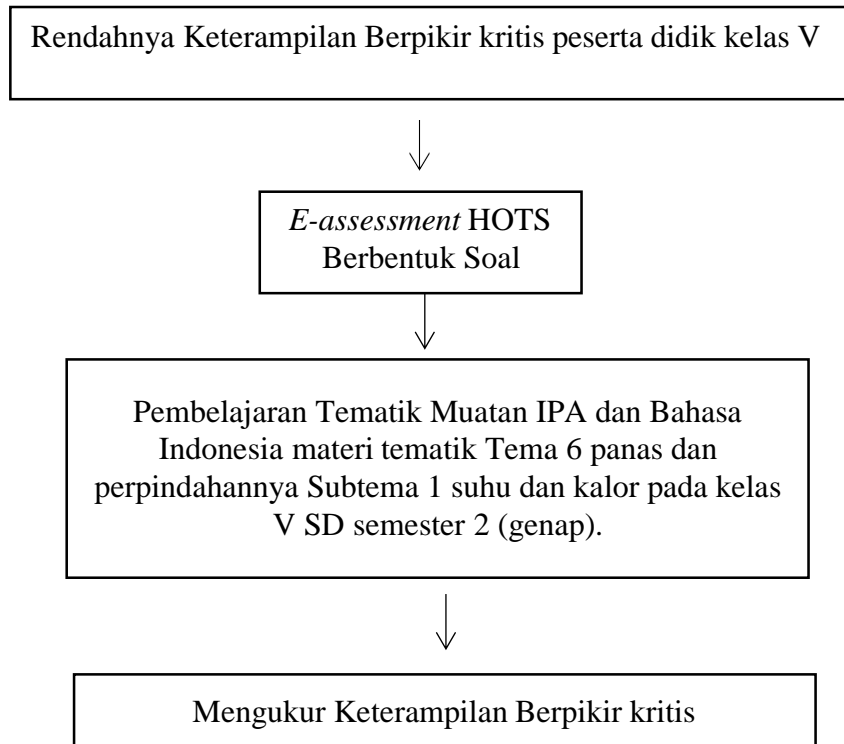 Rendahnya Keterampilan Berpikir kritis peserta didik kelas V
E-assessment HOTS
Berbentuk Soal
Pembelajaran Tematik Muatan IPA dan Bahasa
Indonesia materi tematik Tema 6 panas dan
perpindahannya Subtema 1 suhu dan kalor pada kelas
V SD semester 2 (genap).
Mengukur Keterampilan Berpikir kritis